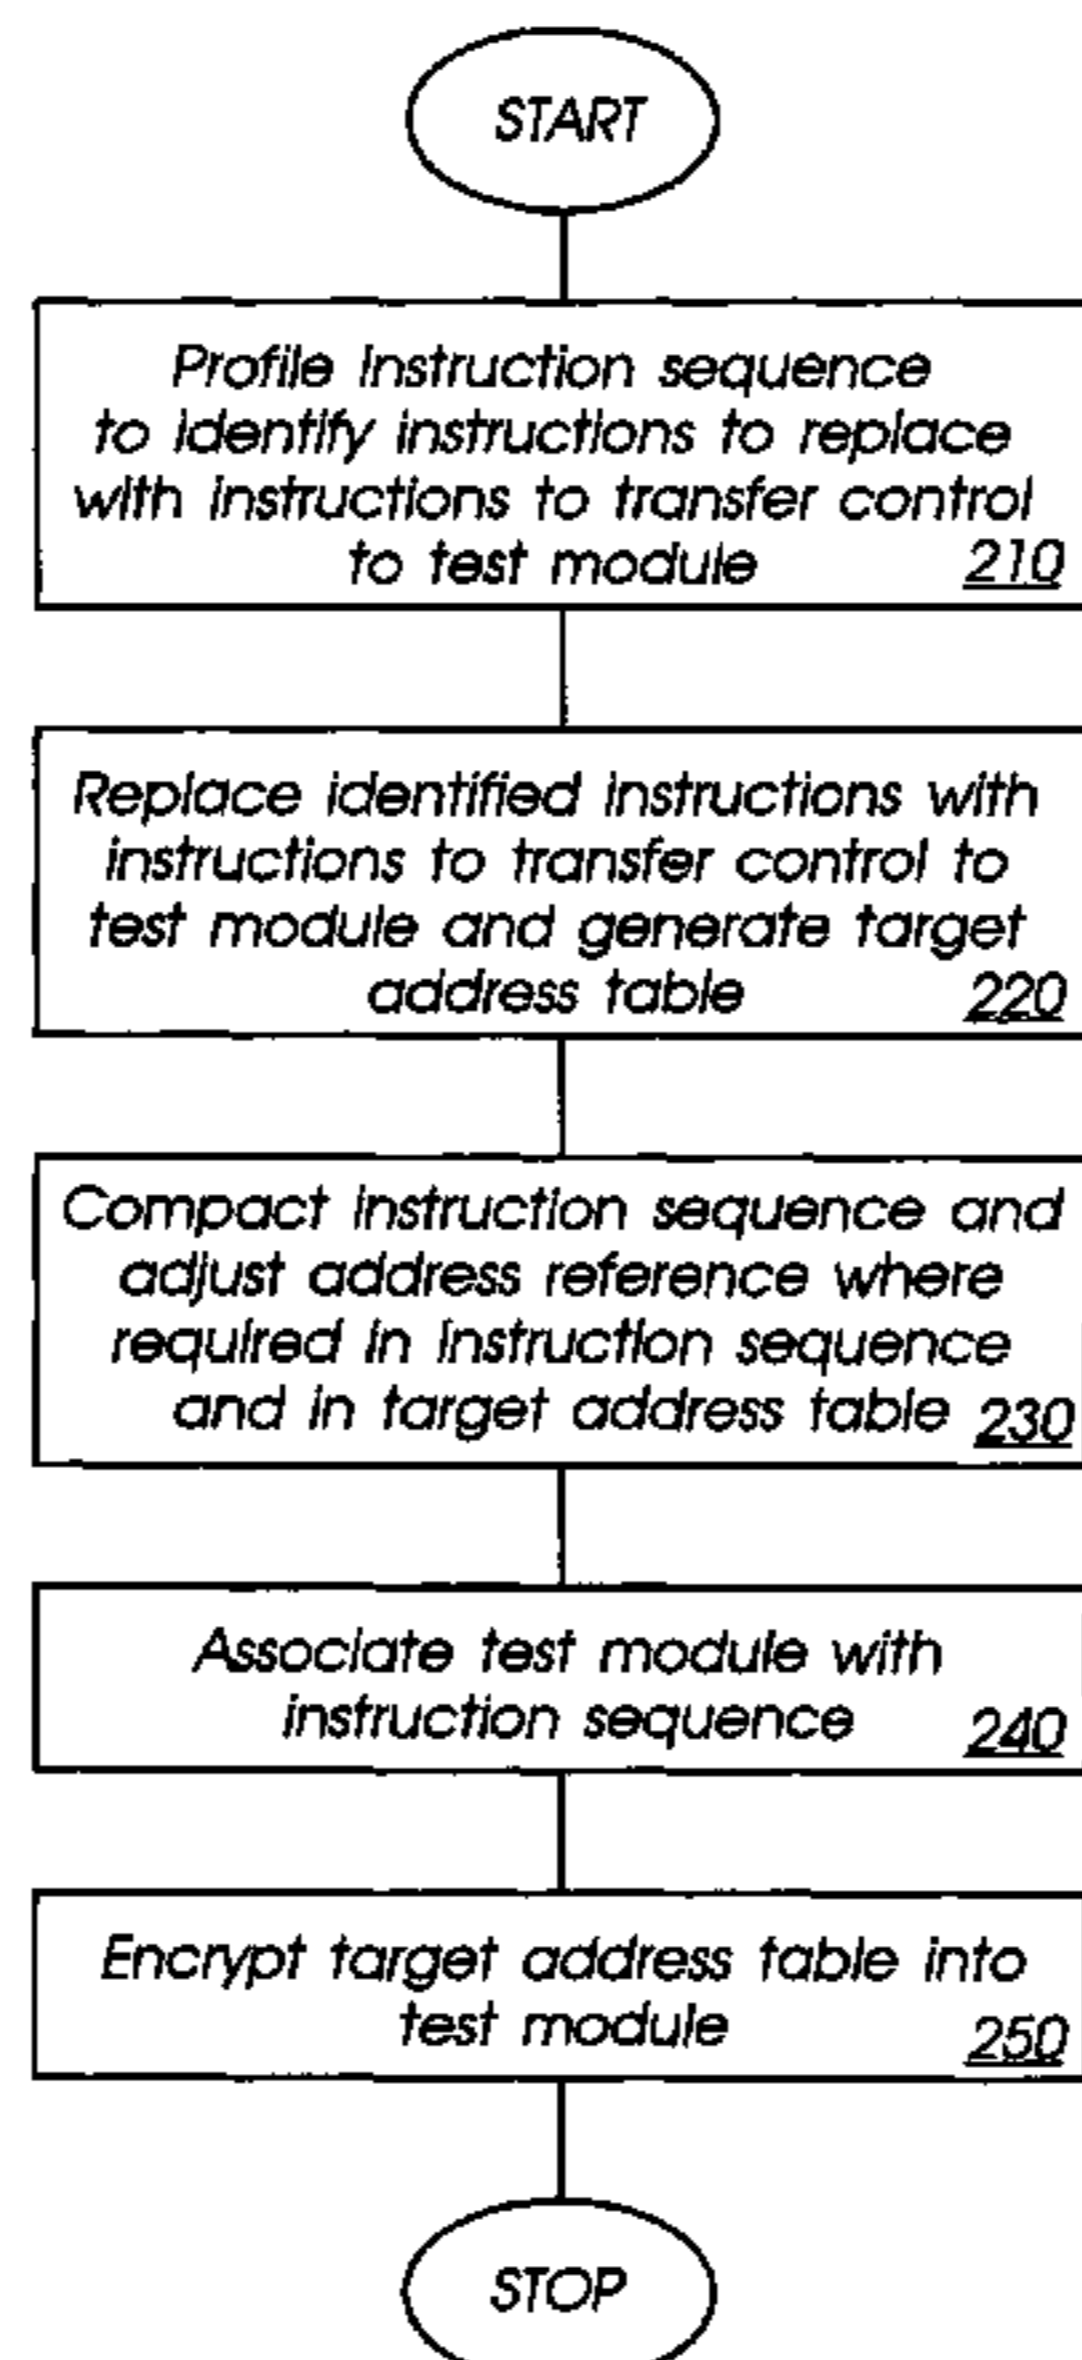 START
Profile instruction sequence
to identify instructions to replace
with instructions to transfer control
to test module 210
Replace identified instructions with
instructions to transfer control to
test module and generate target
address table 220
Compact instruction sequence and
adjust address reference where
required in instruction sequence
and in target address table 230
Associate test module with
instruction sequence 240
Encrypt target address table into
test module 250
STOP